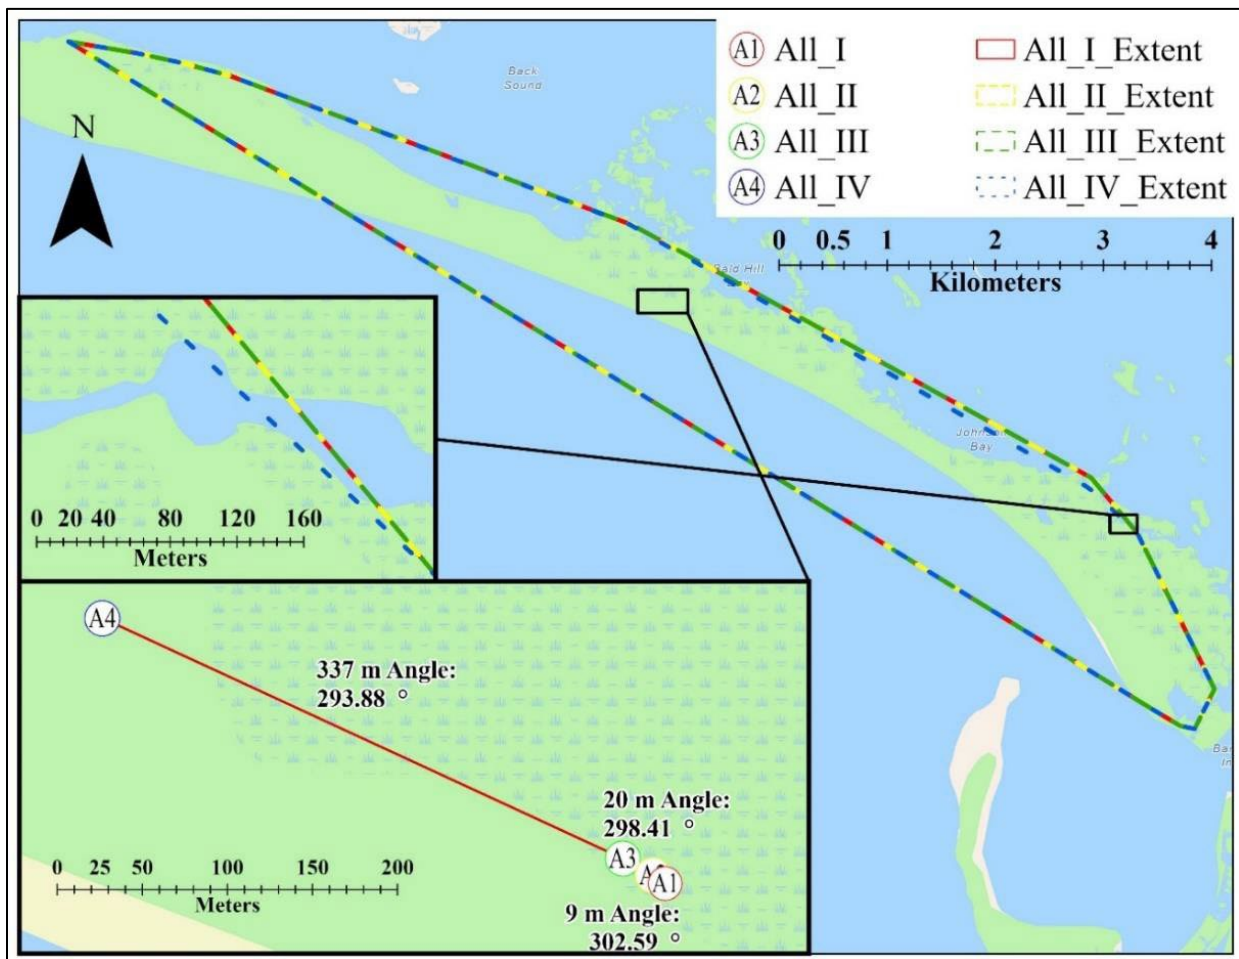 Back
Sound
A1 All_I
All_I_Extent
A2 All_II
All_II_Extent
A3 All_III
All_III_Extent
A4 All_IV
All_IV_Extent
N
0 0.5 1 2 3 4
Kilometers
Bald Hill
Johnson
Bay
0 20 40 80 120 160
Meters
A4
337 m Angle:
293.88 °
20 m Angle:
298.41 °
A3
A1
0 25 50 100 150 200
Meters
9 m Angle:
302.59 °